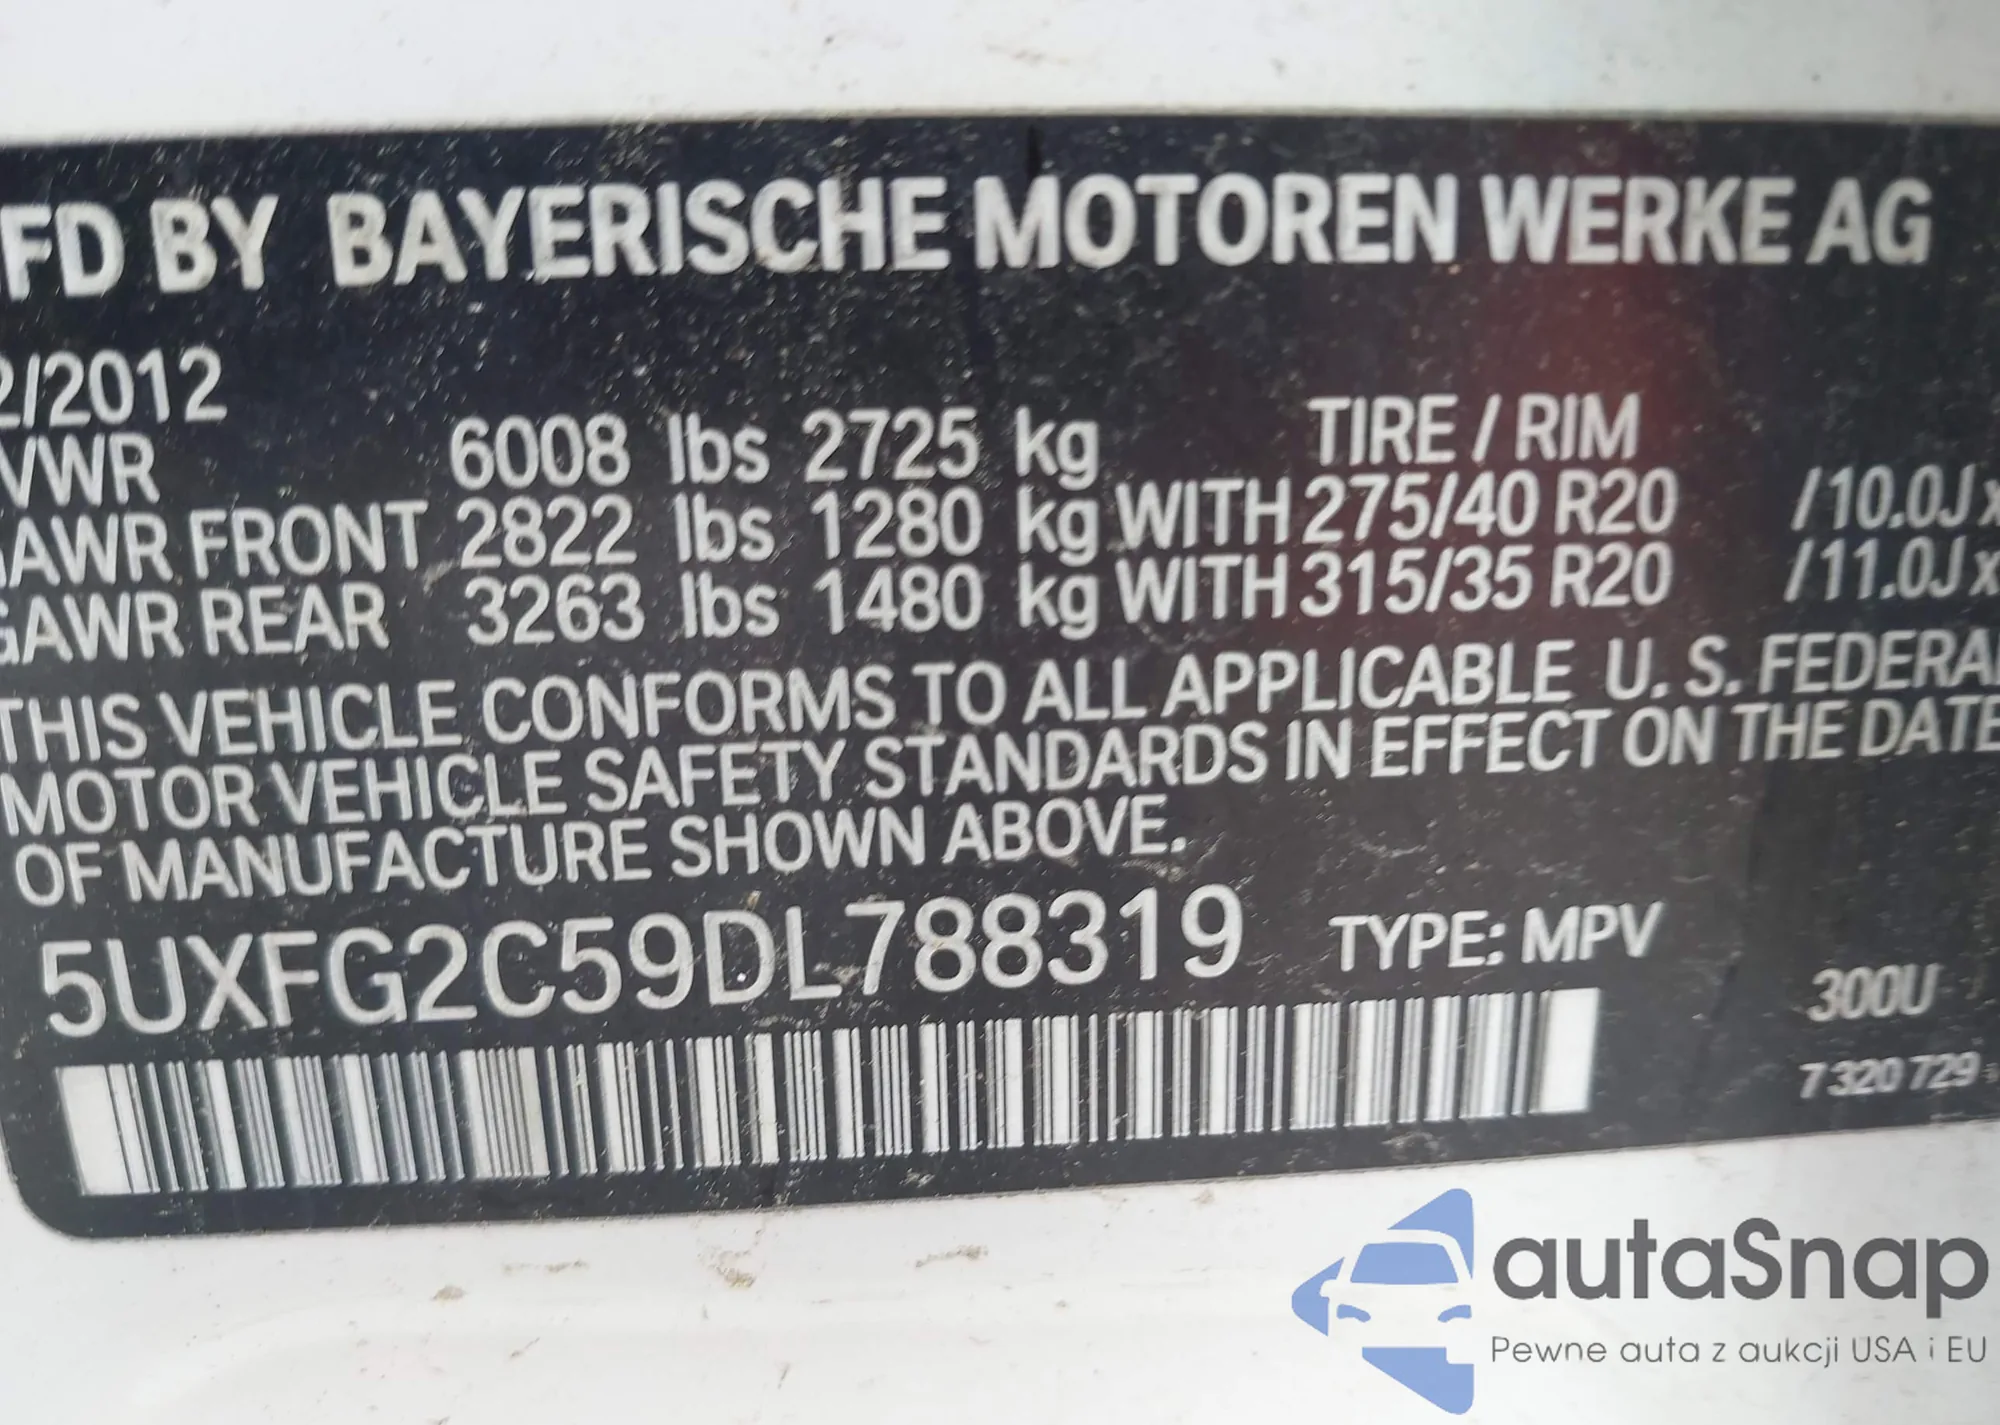 FD BY BAYERISCHE MOTOREN WERKE AG
2/2012
VWR 6008 lbs 2725 kg TIRE / RIM
GAWR FRONT 2822 lbs 1280 kg WITH 275/40 R20 /10.0J x
GAWR REAR 3263 lbs 1480 kg WITH 315/35 R20 /11.0J x
THIS VEHICLE CONFORMS TO ALL APPLICABLE U. S. FEDERAL
MOTOR VEHICLE SAFETY STANDARDS IN EFFECT ON THE DATE
OF MANUFACTURE SHOWN ABOVE.
5UXFG2C59DL788319 TYPE: MPV
300U
7 320 729
autaSnap
Pewne auta z aukcji USA i EU